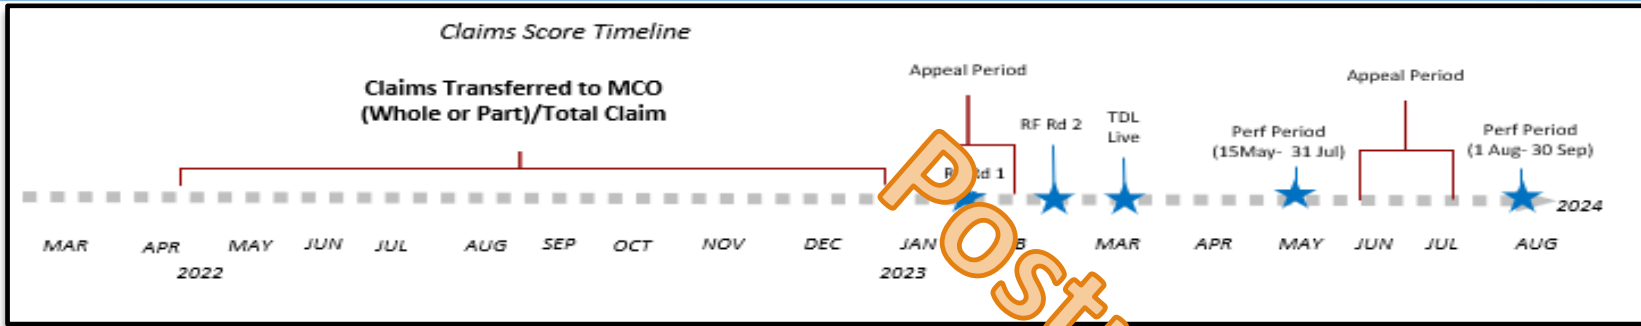 Claims Score Timeline
Claims Transferred to MCO
(Whole or Part)/Total Claim
Appeal Period
RF Rd 2
TDL
Live
Perf Period
(15May- 31 Jul)
Appeal Period
Perf Period
(1 Aug- 30 Sep)
Rd 1
2024
MAR APR MAY JUN JUL AUG SEP OCT NOV DEC JAN MAR APR MAY JUN JUL AUG
2022 2023